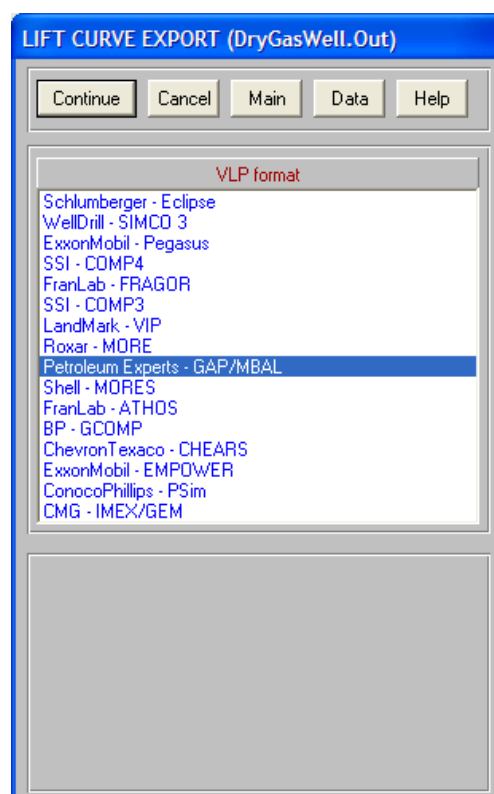 LIFT CURVE EXPORT (DryGasWell.Out)
Continue Cancel Main Data Help
VLP format
Schlumberger - Eclipse
WellDrill - SIMCO 3
ExxonMobil - Pegasus
SSI - COMP4
FranLab - FRAGOR
SSI - COMP3
LandMark - VIP
Roxar - MORE
Petroleum Experts - GAP/MBAL
Shell - MORES
FranLab - ATHOS
BP - GCOMP
ChevronTexaco - CHEARS
ExxonMobil - EMPOWER
ConocoPhillips - PSim
CMG - IMEX/GEM